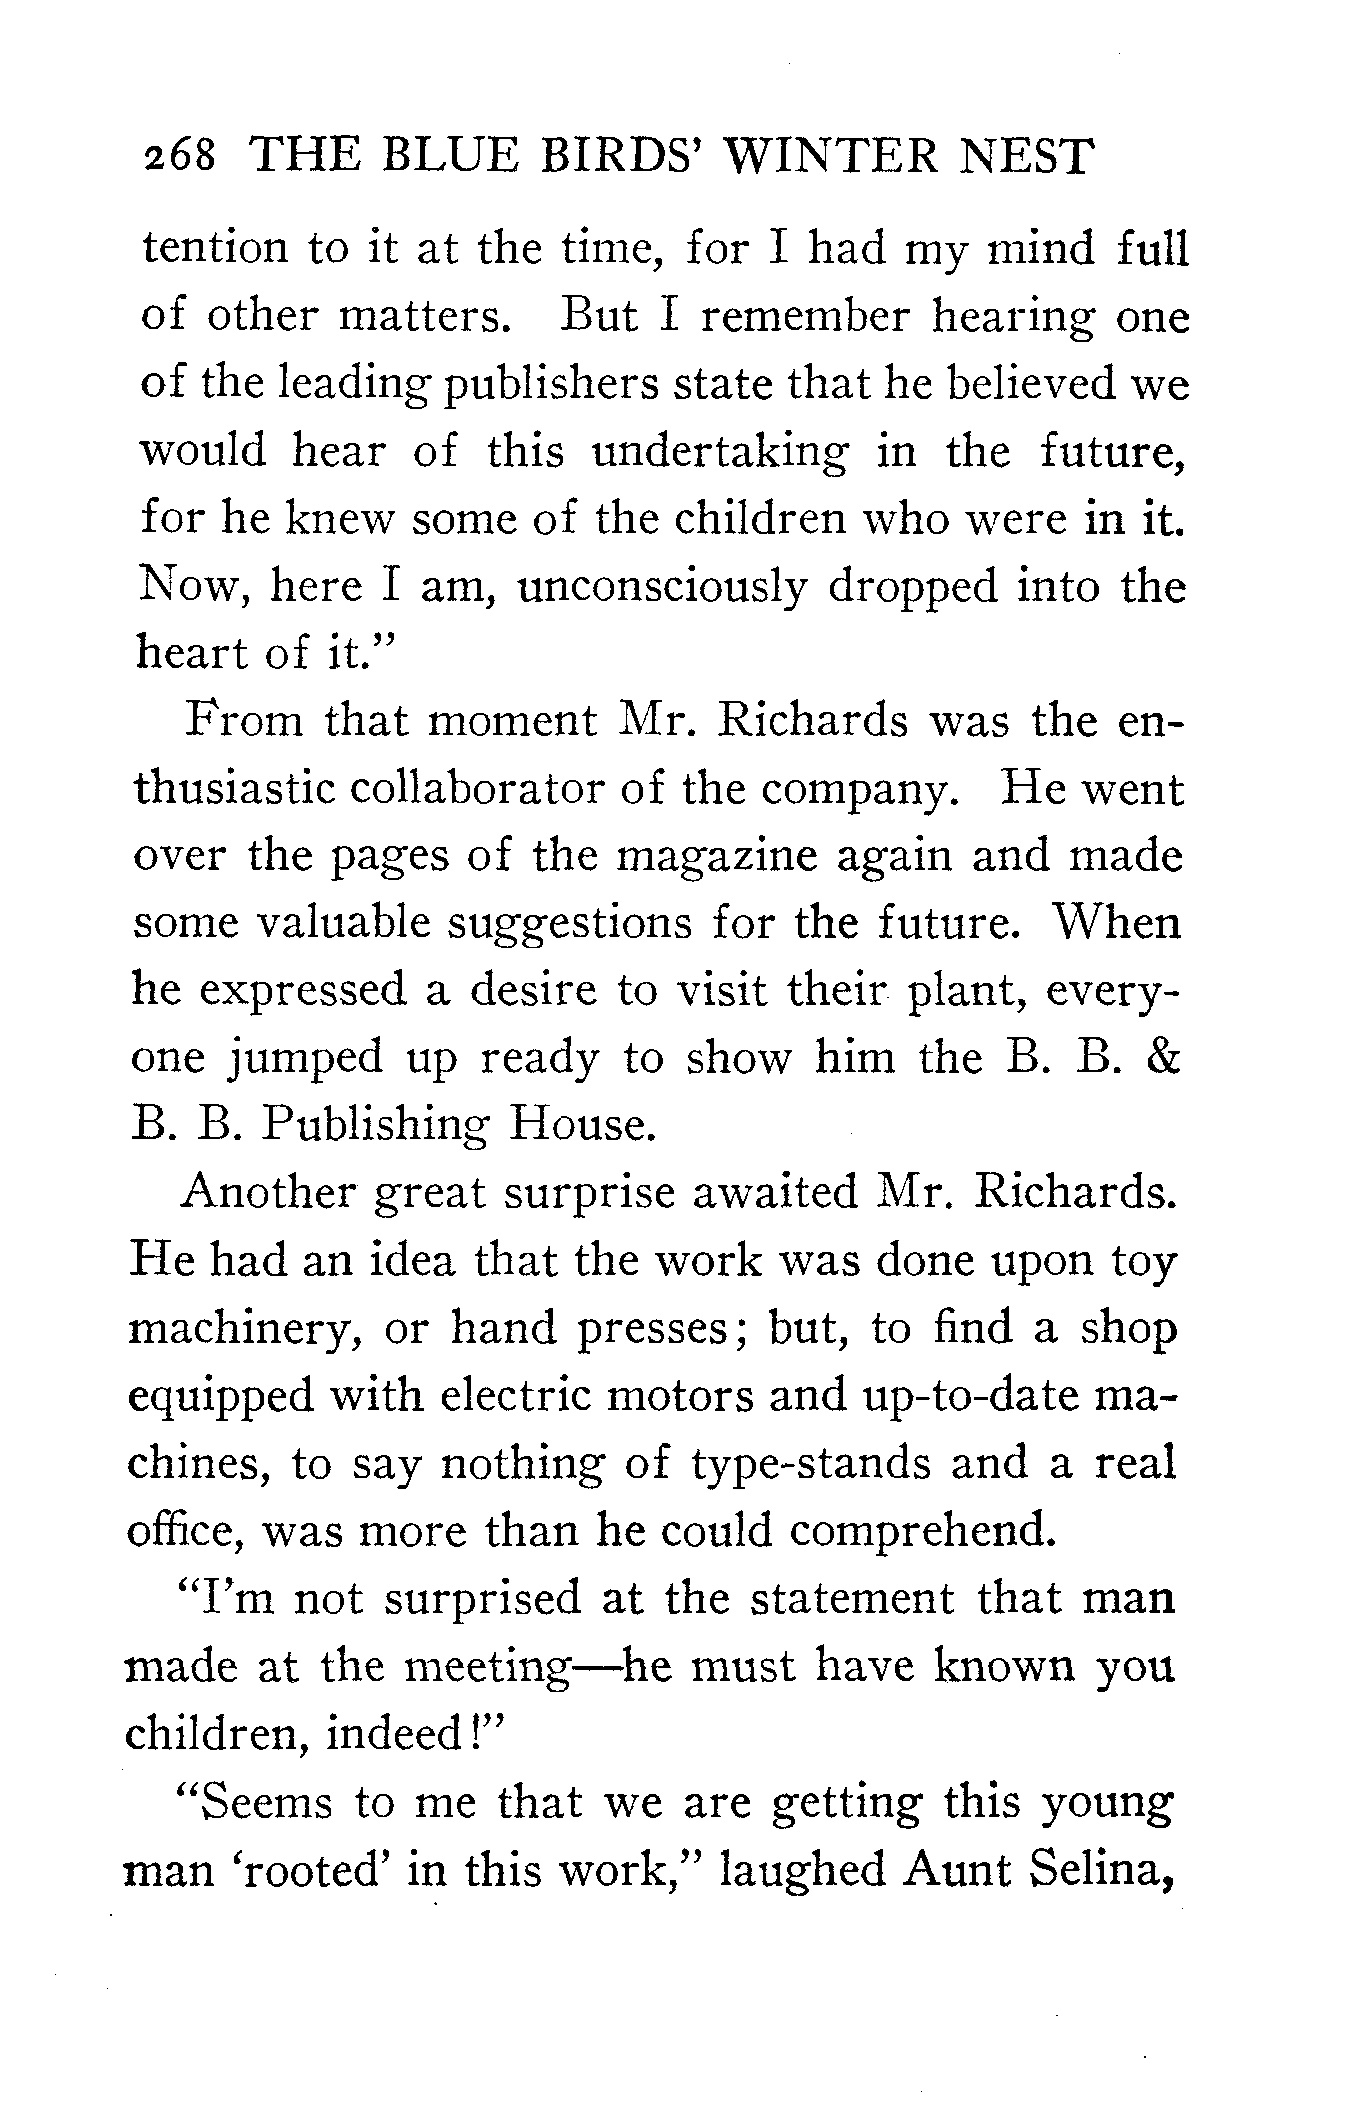 268 THE BLUE BIRDS' WINTER NEST
tention to it at the time, for I had my mind full
of other matters. But I remember hearing one
of the leading publishers state that he believed we
would hear of this undertaking in the future,
for he knew some of the children who were in it.
Now, here I am, unconsciously dropped into the
heart of it.”
From that moment Mr. Richards was the en-
thusiastic collaborator of the company. He went
over the pages of the magazine again and made
some valuable suggestions for the future. When
he expressed a desire to visit their plant, every-
one jumped up ready to show him the B. B. &
B. B. Publishing House.
Another great surprise awaited Mr. Richards.
He had an idea that the work was done upon toy
machinery, or hand presses; but, to find a shop
equipped with electric motors and up-to-date ma-
chines, to say nothing of type-stands and a real
office, was more than he could comprehend.
“I’m not surprised at the statement that man
made at the meeting—he must have known you
children, indeed!”
“Seems to me that we are getting this young
man ‘rooted’ in this work,” laughed Aunt Selina,